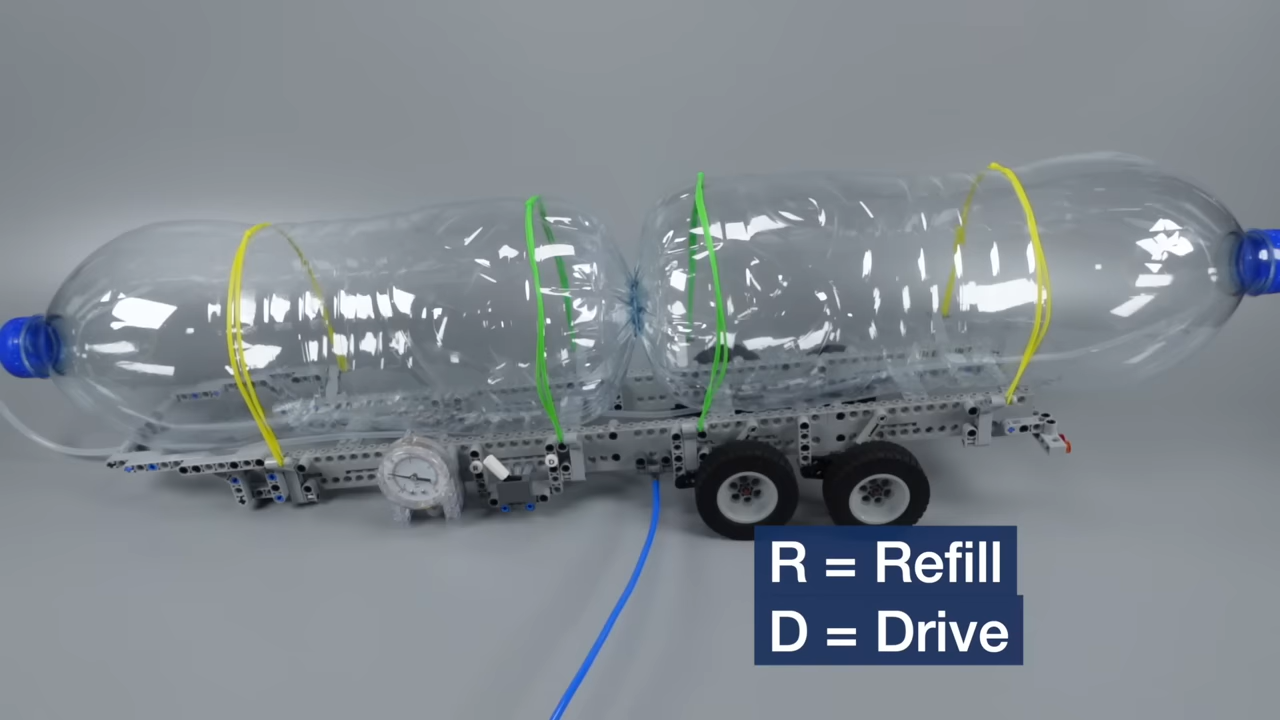 D
R = Refill
D = Drive